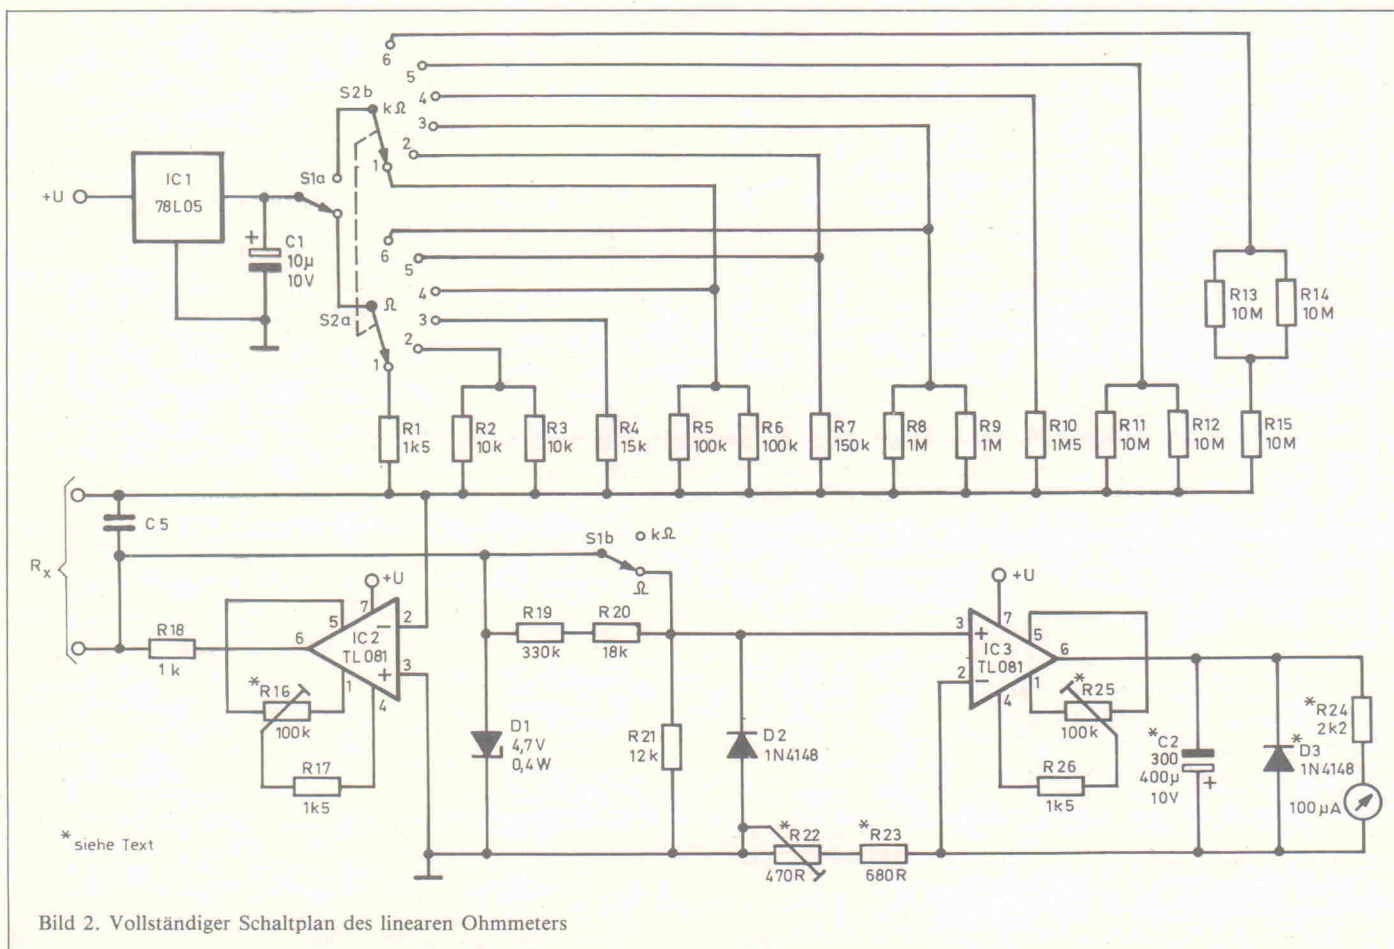 6
5
S2b
4
kΩ
3
2
1
IC 1
78L05
+U
S1a
+
C1
10µ
10V
6
5
4
Ω
S2a
3
2
1
R13
10M
R14
10M
R1
1k5
R2
10k
R3
10k
R4
15k
R5
100k
R6
100k
R7
150k
R8
1M
R9
1M
R10
1M5
R11
10M
R12
10M
R15
10M
C5
S1b
kΩ
Ω
Rx
+U
7
5
2
−
IC2
TL081
3
+
6
1
4
R18
1k
*R16
100k
R17
1k5
R19
330k
R20
18k
D1
4,7V
0,4W
R21
12k
D2
1N4148
+U
7
3
+
5
IC3
TL081
6
2
−
1
4
*R25
100k
R26
1k5
*C2
300
400µ
10V
+
*D3
1N4148
*R24
2k2
100µA
*R22
470R
*R23
680R
*siehe Text
Bild 2. Vollständiger Schaltplan des linearen Ohmmeters